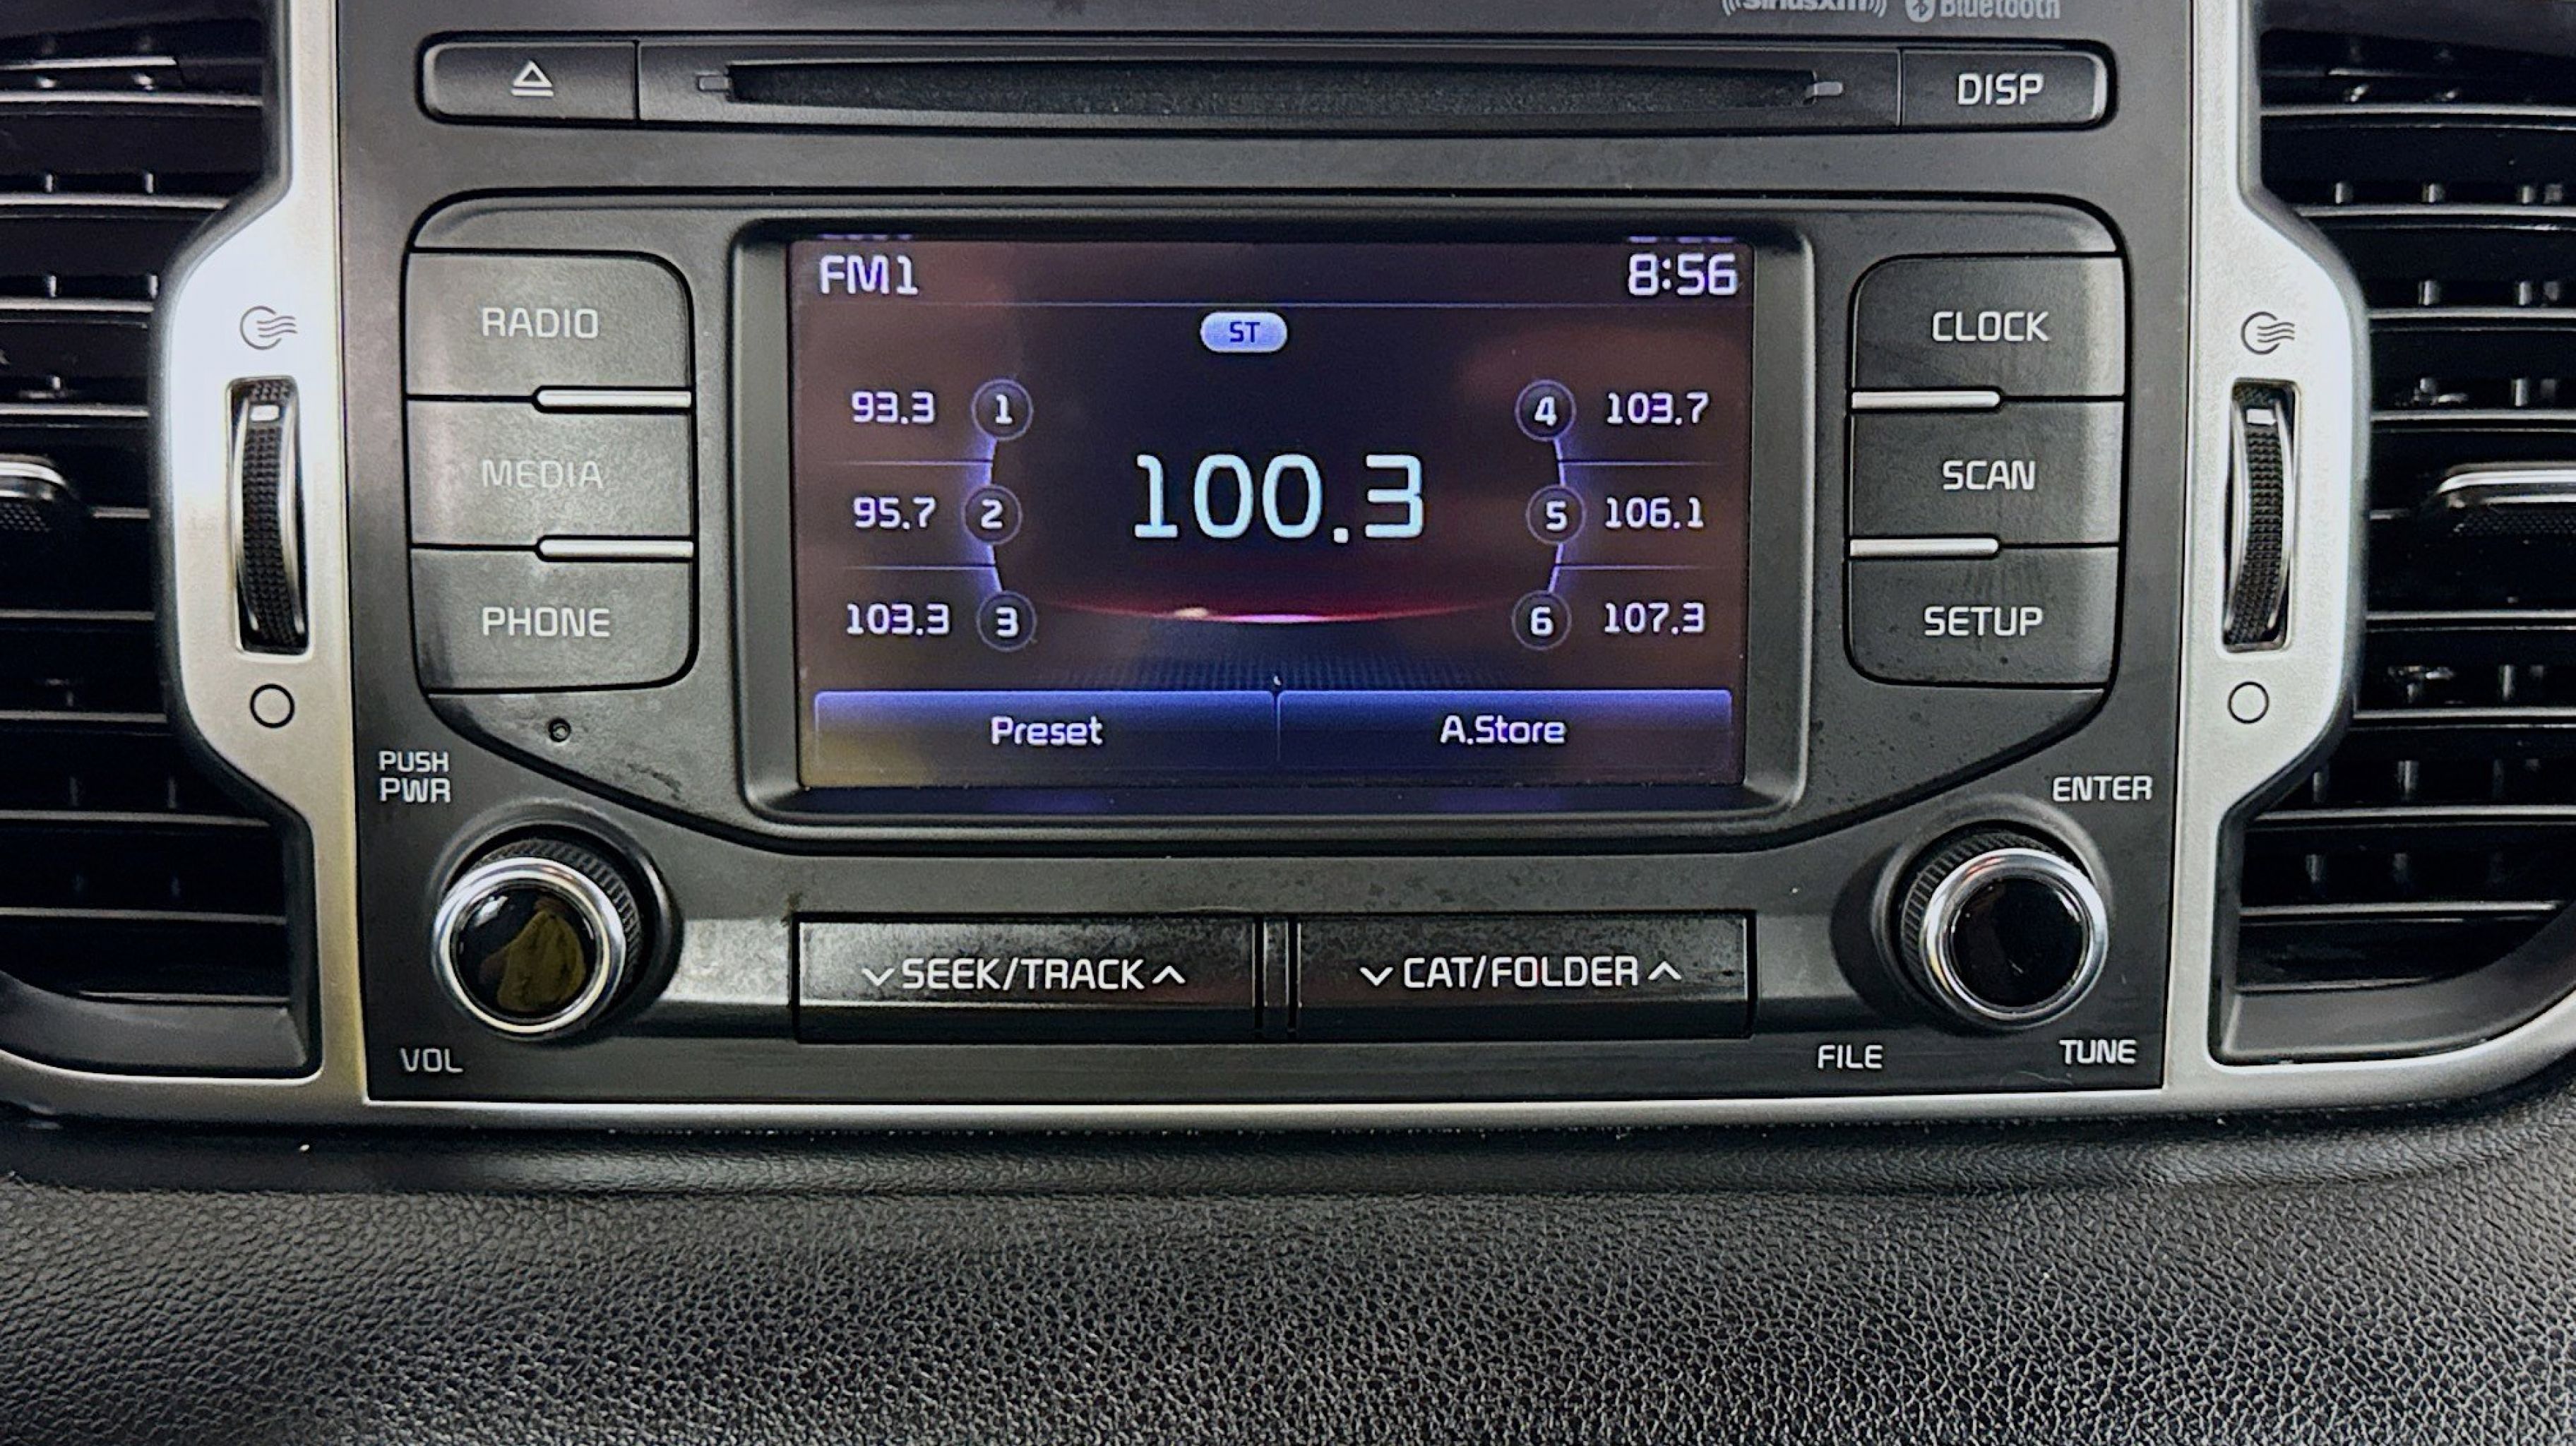 SiriusXM Bluetooth
DISP
RADIO
MEDIA
PHONE
FM1 8:56
ST
93.3 1 4 103.7
100.3
95.7 2 5 106.1
103.3 3 6 107.3
Preset A.Store
CLOCK
SCAN
SETUP
PUSH
PWR
VOL
SEEK/TRACK
CAT/FOLDER
ENTER
FILE
TUNE